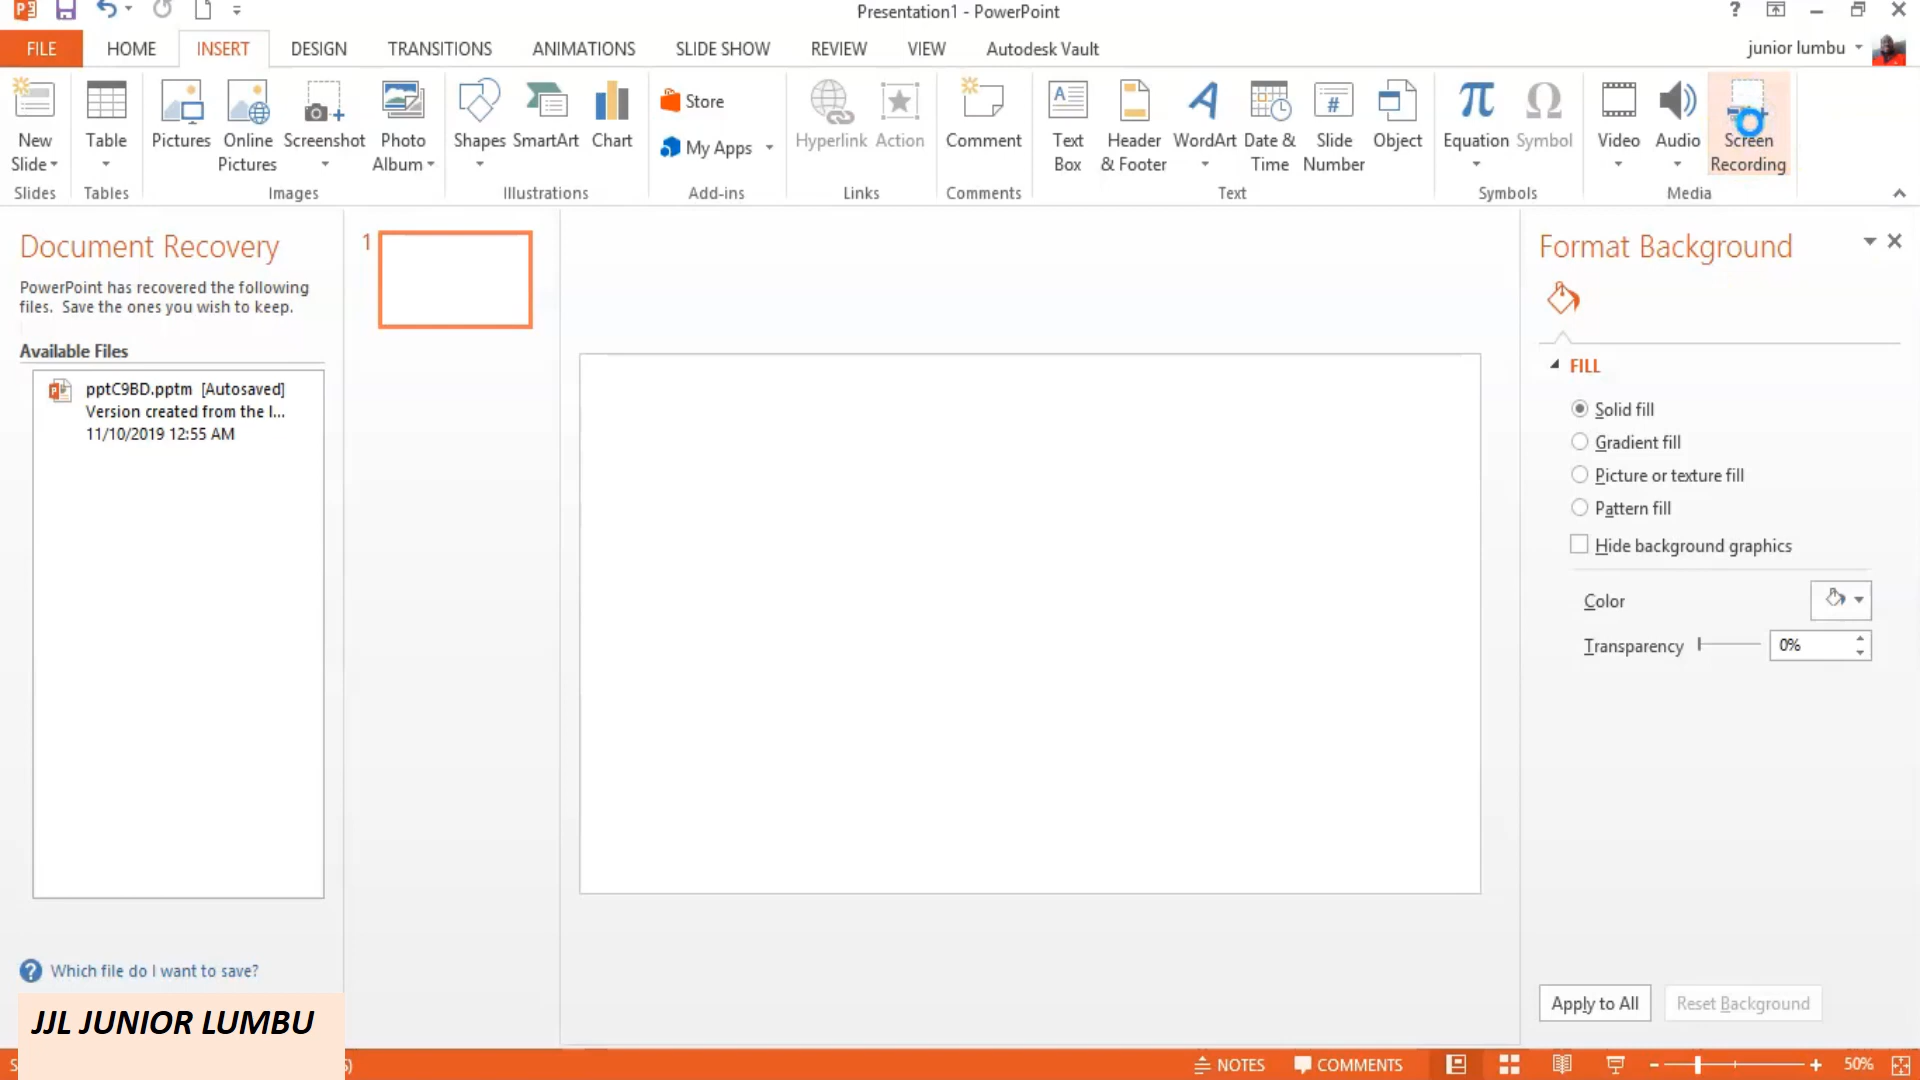 Presentation1 - PowerPoint
?
FILE
HOME
INSERT
DESIGN
TRANSITIONS
ANIMATIONS
SLIDE SHOW
REVIEW
VIEW
Autodesk Vault
junior lumbu
New Slide
Table
Pictures
Online Pictures
Screenshot
Photo Album
Shapes
SmartArt
Chart
Store
My Apps
Hyperlink
Action
Comment
Text Box
Header & Footer
WordArt
Date & Time
Slide Number
Object
Equation
Symbol
Video
Audio
Screen Recording
Slides
Tables
Images
Illustrations
Add-ins
Links
Comments
Text
Symbols
Media
Document Recovery
PowerPoint has recovered the following
files. Save the ones you wish to keep.
Available Files
pptC9BD.pptm [Autosaved]
Version created from the l...
11/10/2019 12:55 AM
Which file do I want to save?
JJL JUNIOR LUMBU
1
Format Background
FILL
Solid fill
Gradient fill
Picture or texture fill
Pattern fill
Hide background graphics
Color
Transparency
0%
Apply to All
Reset Background
NOTES
COMMENTS
50%